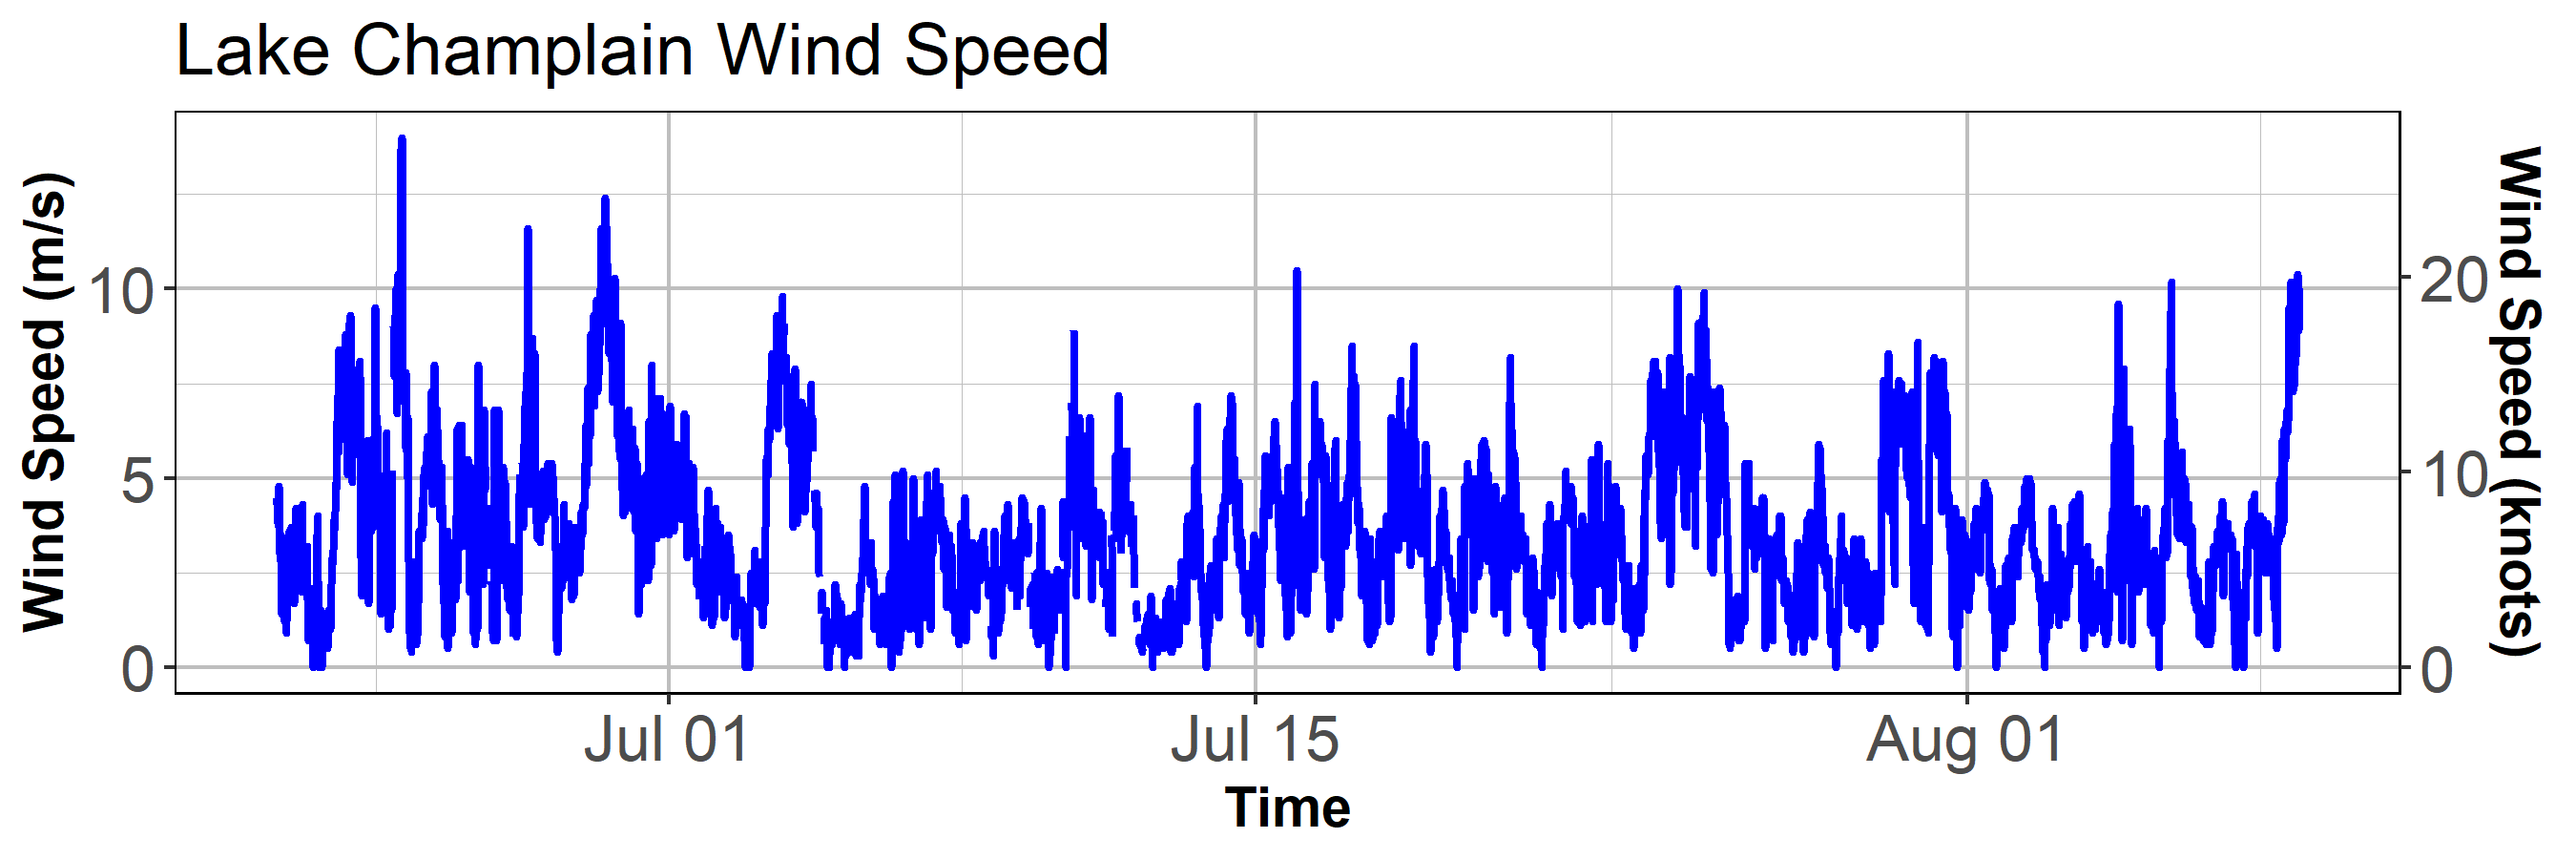 Lake Champlain Wind Speed
Wind Speed (m/s)
10
5
0
20
10
0
Wind Speed (knots)
Jul 01
Jul 15
Aug 01
Time